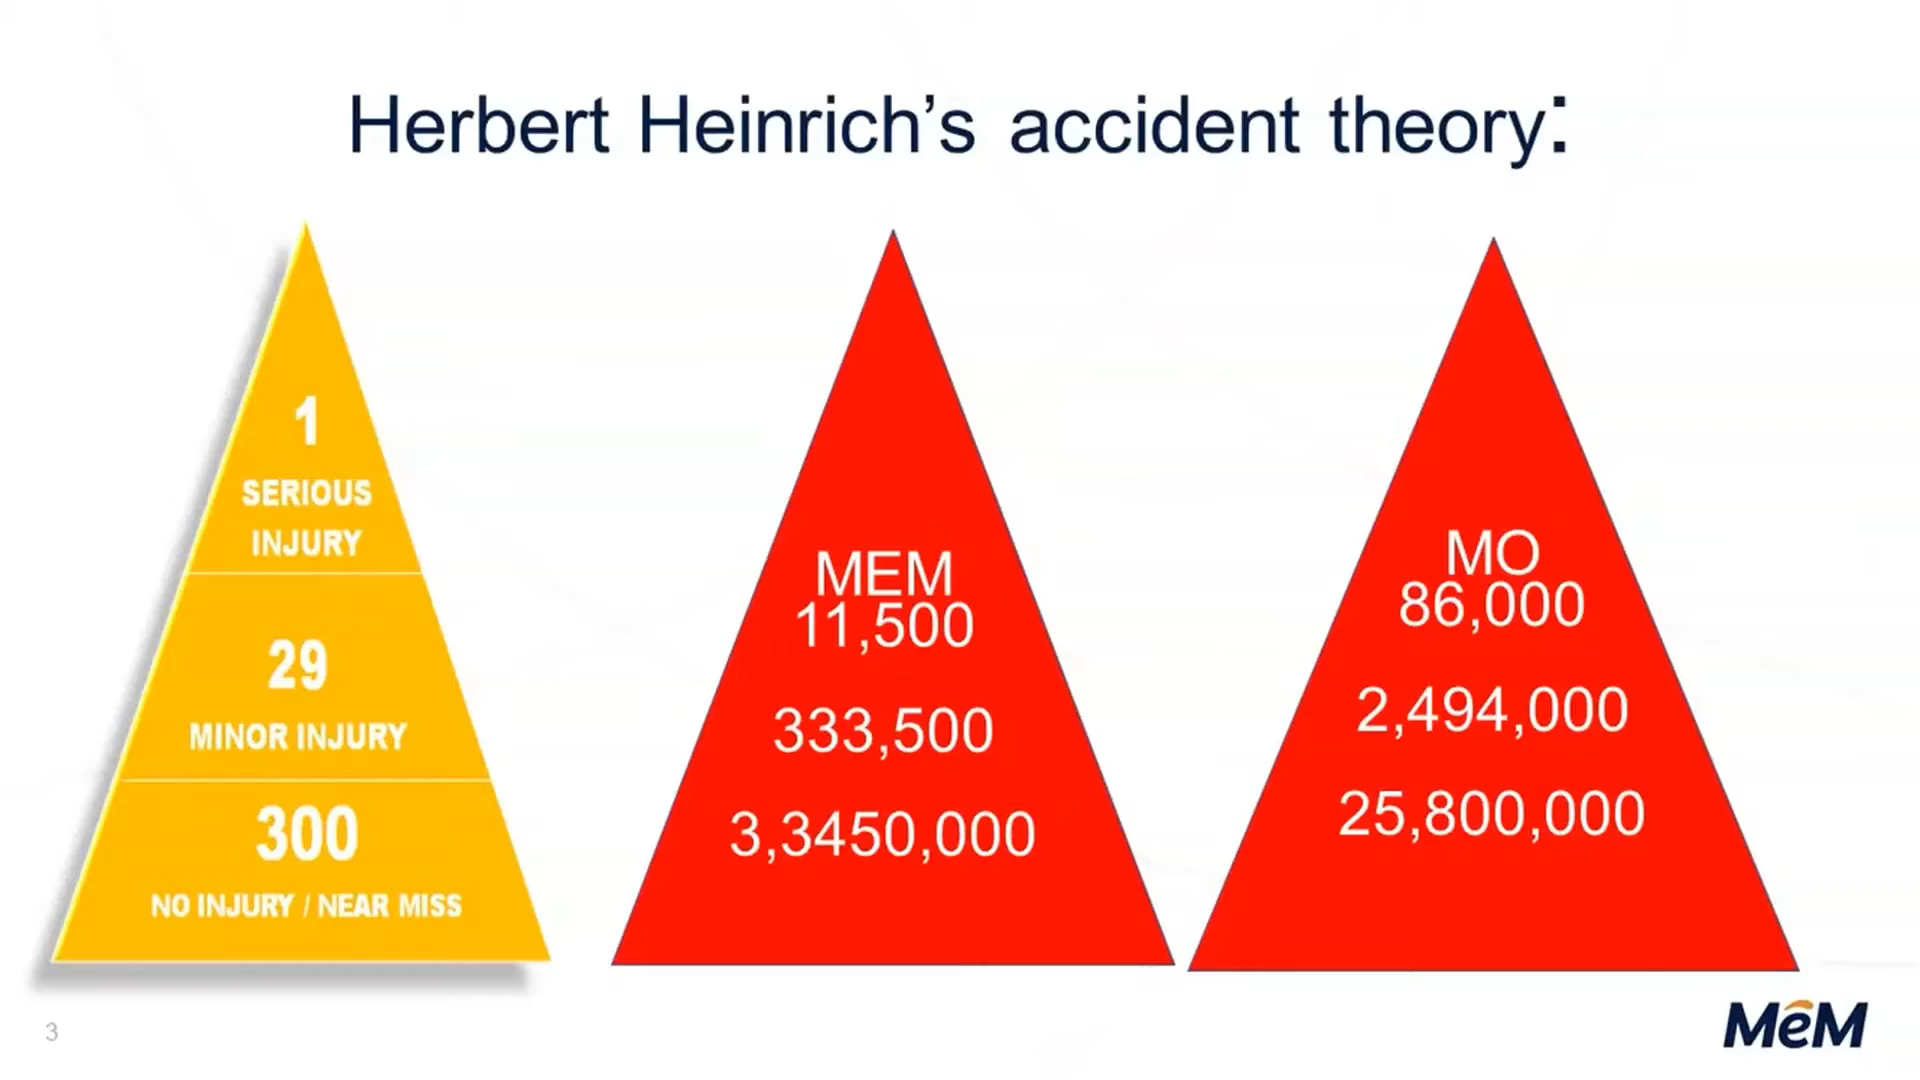 Herbert Heinrich’s accident theory:
1
SERIOUS
INJURY
29
MINOR INJURY
300
NO INJURY / NEAR MISS
MEM
11,500
333,500
3,3450,000
MO
86,000
2,494,000
25,800,000
3
MeM